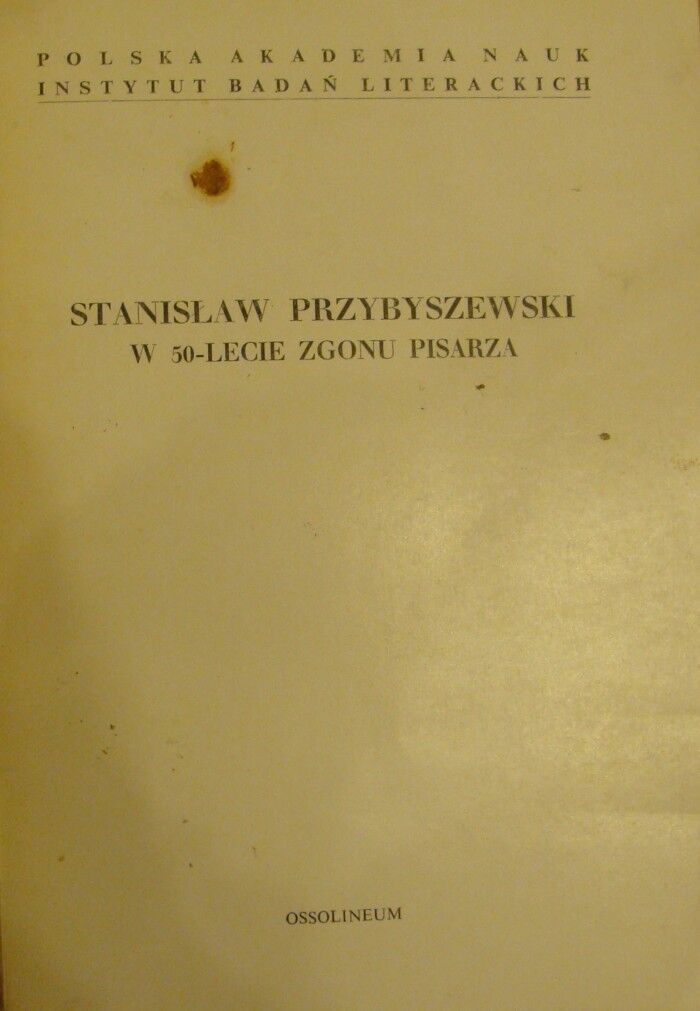 POLSKA AKADEMIA NAUK
INSTYTUT BADAŃ LITERACKICH
STANISŁAW PRZYBYSZEWSKI
W 50-LECIE ZGONU PISARZA
OSSOLINEUM